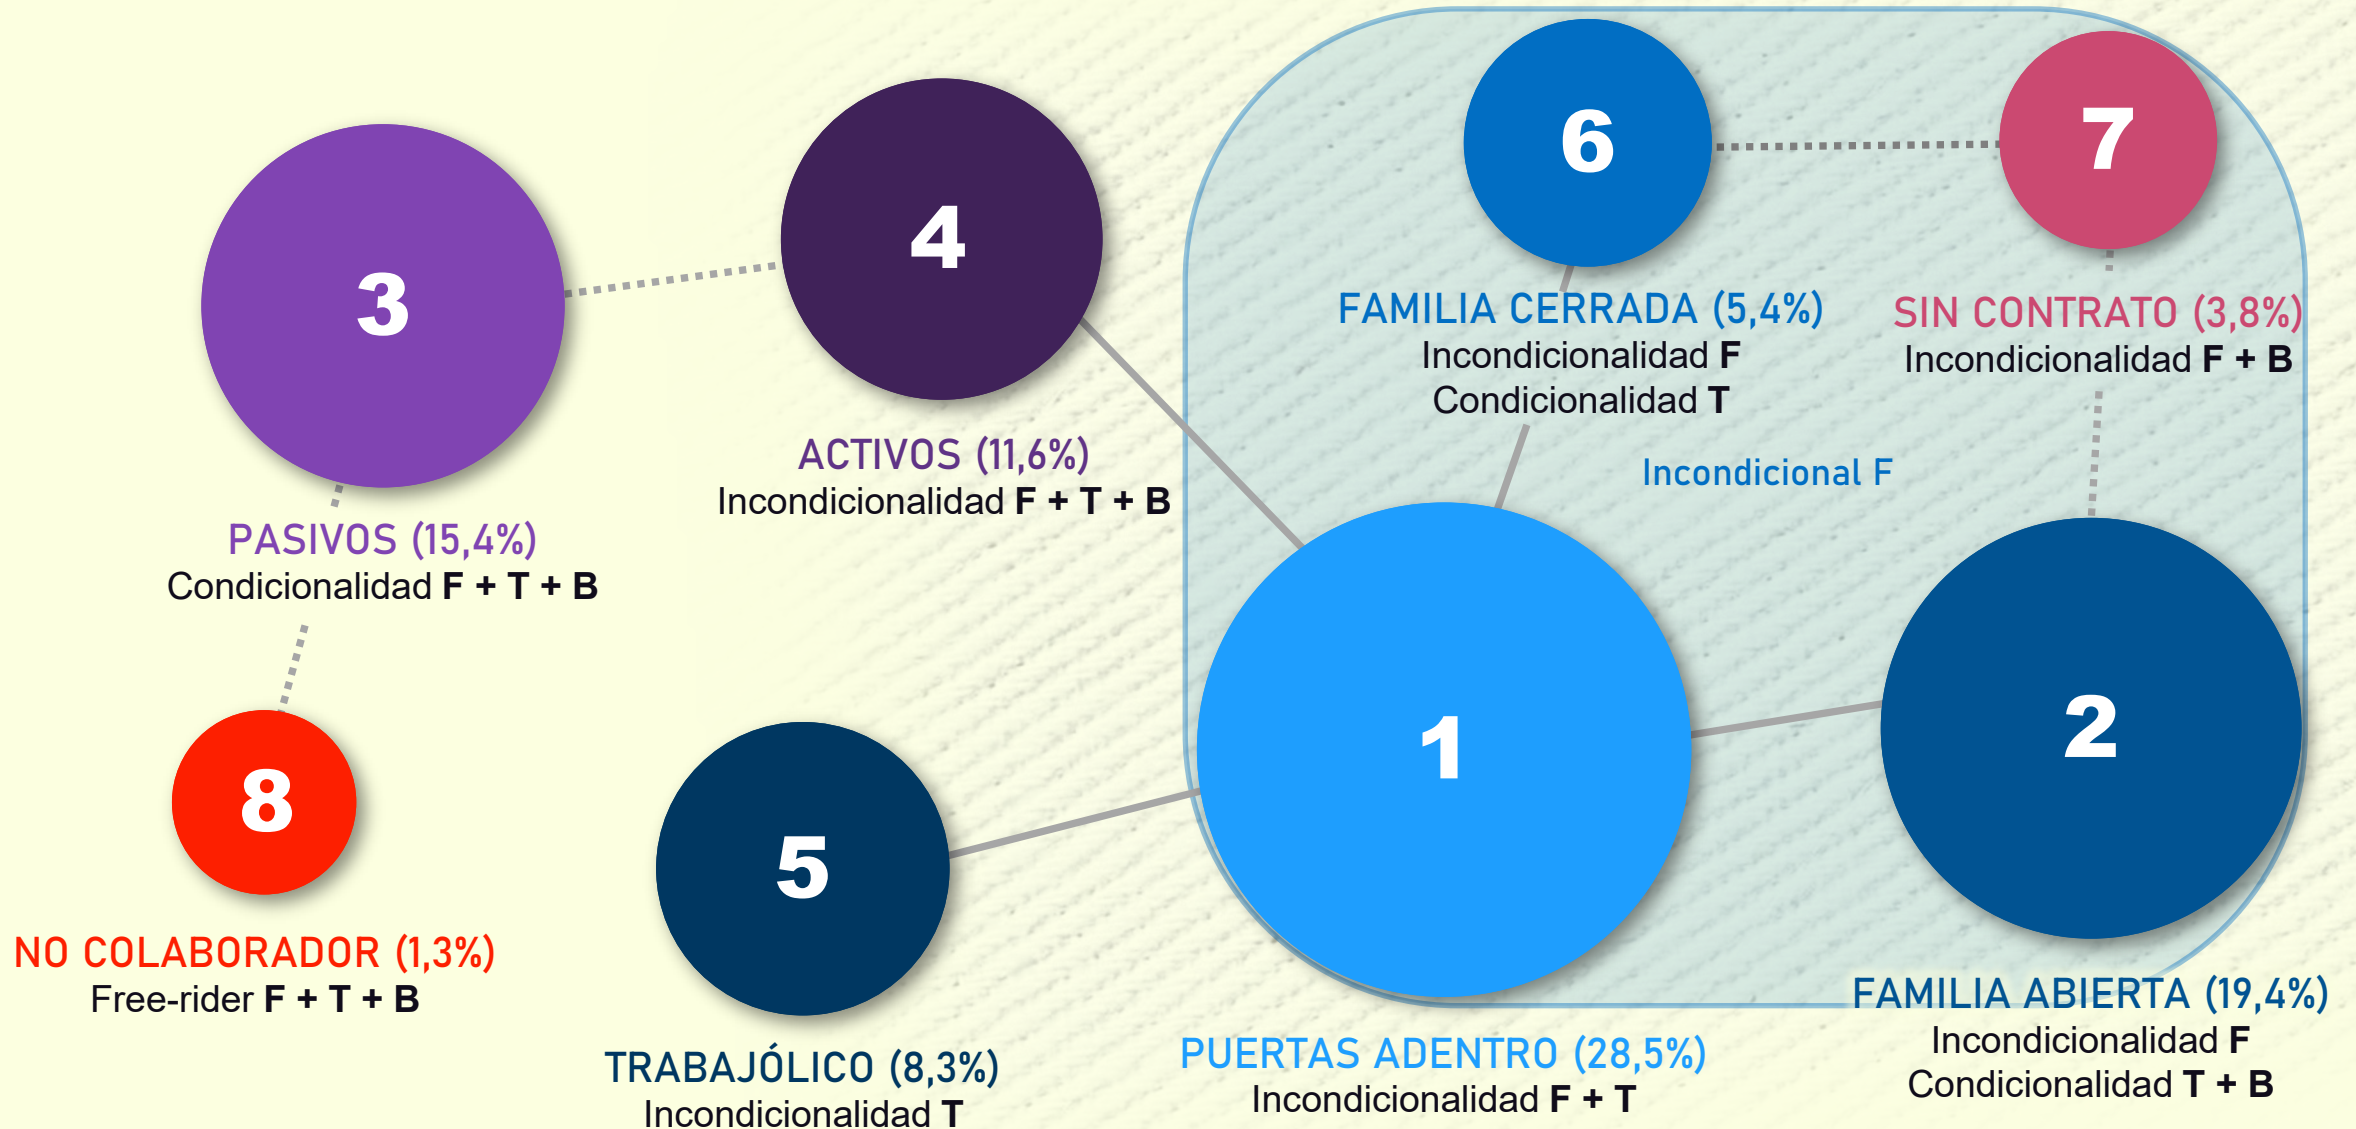 3
PASIVOS (15,4%)
Condicionalidad F + T + B
4
ACTIVOS (11,6%)
Incondicionalidad F + T + B
6
FAMILIA CERRADA (5,4%)
Incondicionalidad F
Condicionalidad T
7
SIN CONTRATO (3,8%)
Incondicionalidad F + B
Incondicional F
8
NO COLABORADOR (1,3%)
Free-rider F + T + B
5
TRABAJÓLICO (8,3%)
Incondicionalidad T
1
PUERTAS ADENTRO (28,5%)
Incondicionalidad F + T
2
FAMILIA ABIERTA (19,4%)
Incondicionalidad F
Condicionalidad T + B